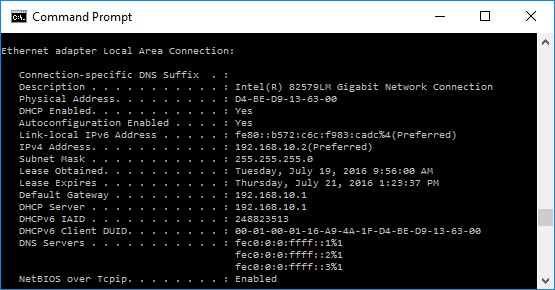 Command Prompt
Ethernet adapter Local Area Connection:
Connection-specific DNS Suffix . :
Description . . . . . . . . . . . : Intel(R) 82579LM Gigabit Network Connection
Physical Address. . . . . . . . . : D4-BE-D9-13-63-00
DHCP Enabled. . . . . . . . . . . : Yes
Autoconfiguration Enabled . . . . : Yes
Link-local IPv6 Address . . . . . : fe80::b572:c6c:f983:cadc%4(Preferred)
IPv4 Address. . . . . . . . . . . : 192.168.10.2(Preferred)
Subnet Mask . . . . . . . . . . . : 255.255.255.0
Lease Obtained. . . . . . . . . . : Tuesday, July 19, 2016 9:56:00 AM
Lease Expires . . . . . . . . . . : Thursday, July 21, 2016 1:23:37 PM
Default Gateway . . . . . . . . . : 192.168.10.1
DHCP Server . . . . . . . . . . . : 192.168.10.1
DHCPv6 IAID . . . . . . . . . . . : 248823513
DHCPv6 Client DUID. . . . . . . . : 00-01-00-01-16-A9-4A-1F-D4-BE-D9-13-63-00
DNS Servers . . . . . . . . . . . : fec0:0:0:ffff::1%1
fec0:0:0:ffff::2%1
fec0:0:0:ffff::3%1
NetBIOS over Tcpip. . . . . . . . : Enabled